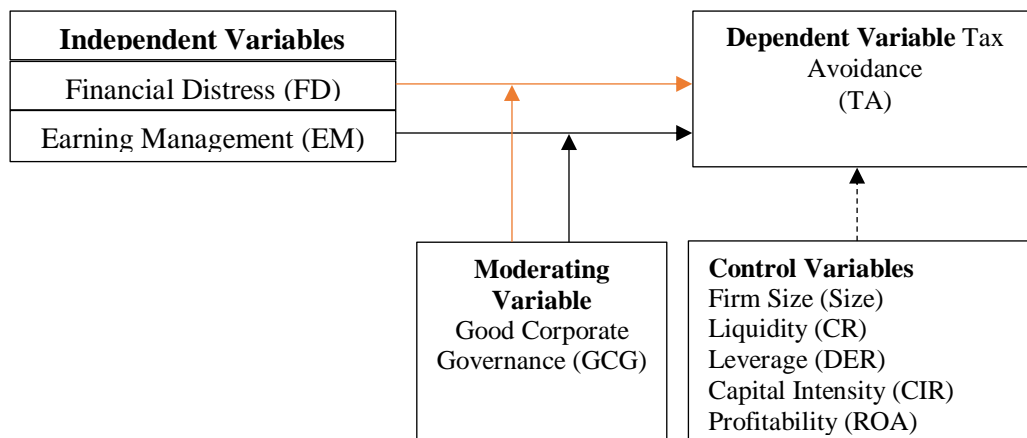 Independent Variables
Financial Distress (FD)
Earning Management (EM)
Dependent Variable Tax
Avoidance
(TA)
Moderating
Variable
Good Corporate
Governance (GCG)
Control Variables
Firm Size (Size)
Liquidity (CR)
Leverage (DER)
Capital Intensity (CIR)
Profitability (ROA)